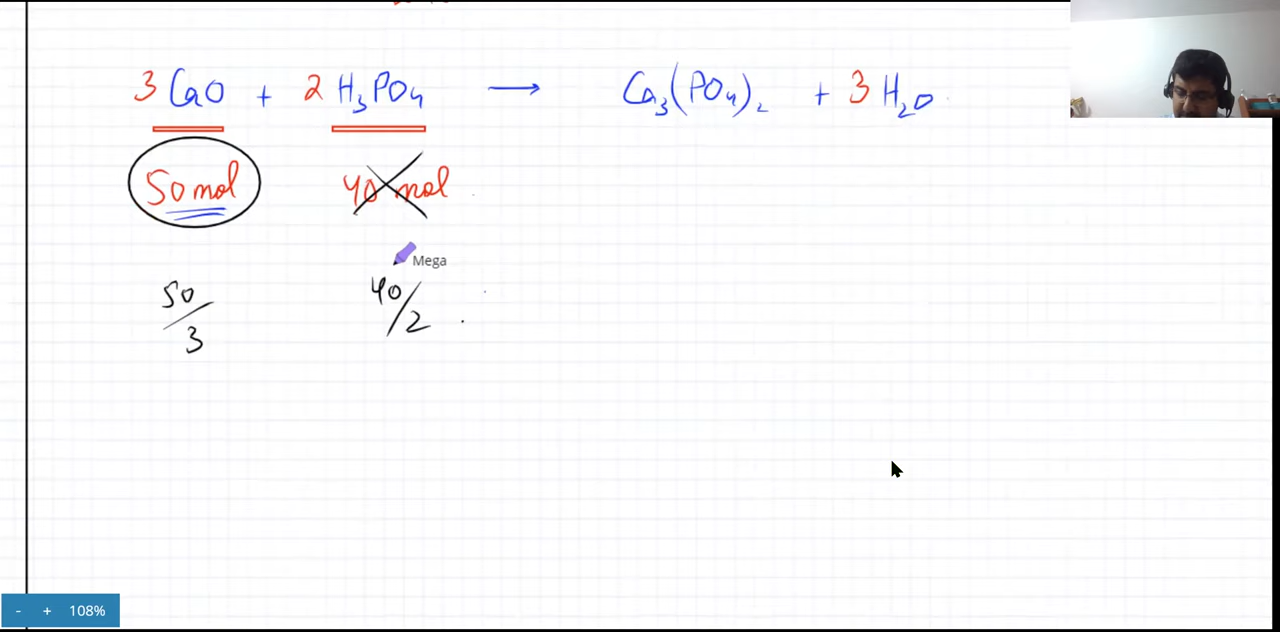 3 CaO + 2 H₃PO₄ → Ca₃(PO₄)₂ + 3 H₂O
50 mol 40 mol
Mega
50/3 40/2
- + 108%